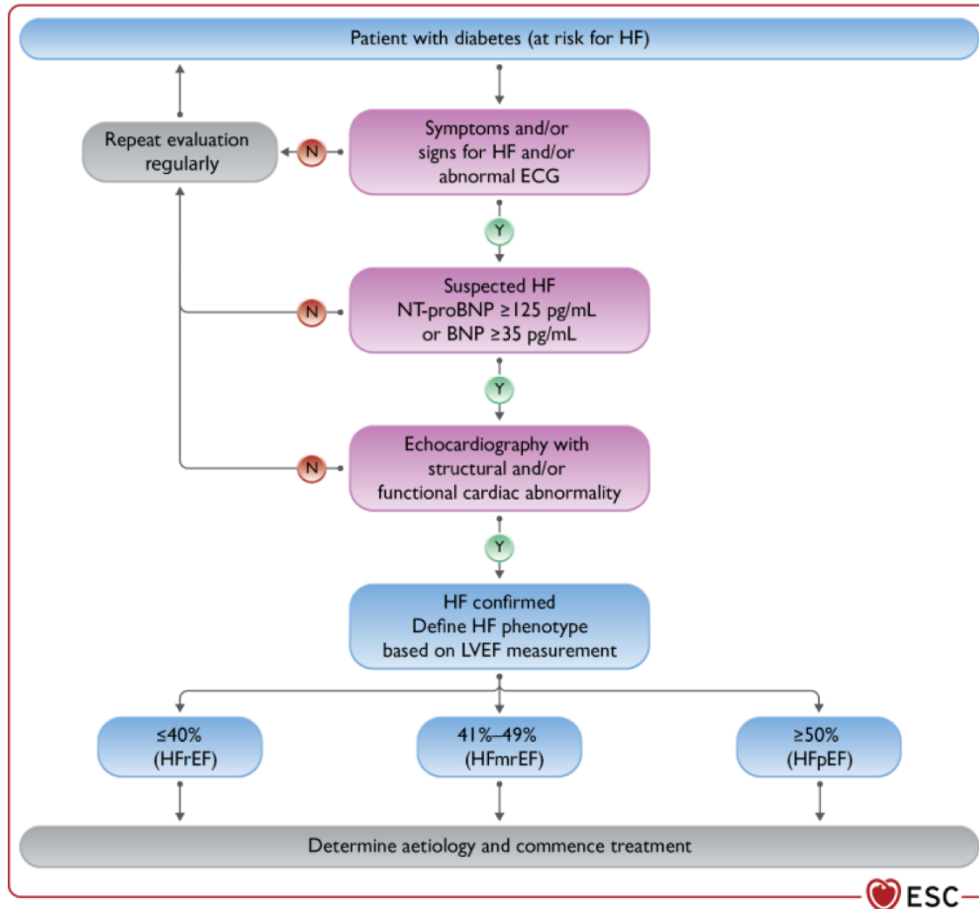 Patient with diabetes (at risk for HF)
Repeat evaluation
regularly
N
Symptoms and/or
signs for HF and/or
abnormal ECG
Y
N
Suspected HF
NT-proBNP ≥125 pg/mL
or BNP ≥35 pg/mL
Y
N
Echocardiography with
structural and/or
functional cardiac abnormality
Y
HF confirmed
Define HF phenotype
based on LVEF measurement
≤40%
(HFrEF)
41%–49%
(HFmrEF)
≥50%
(HFpEF)
Determine aetiology and commence treatment
ESC